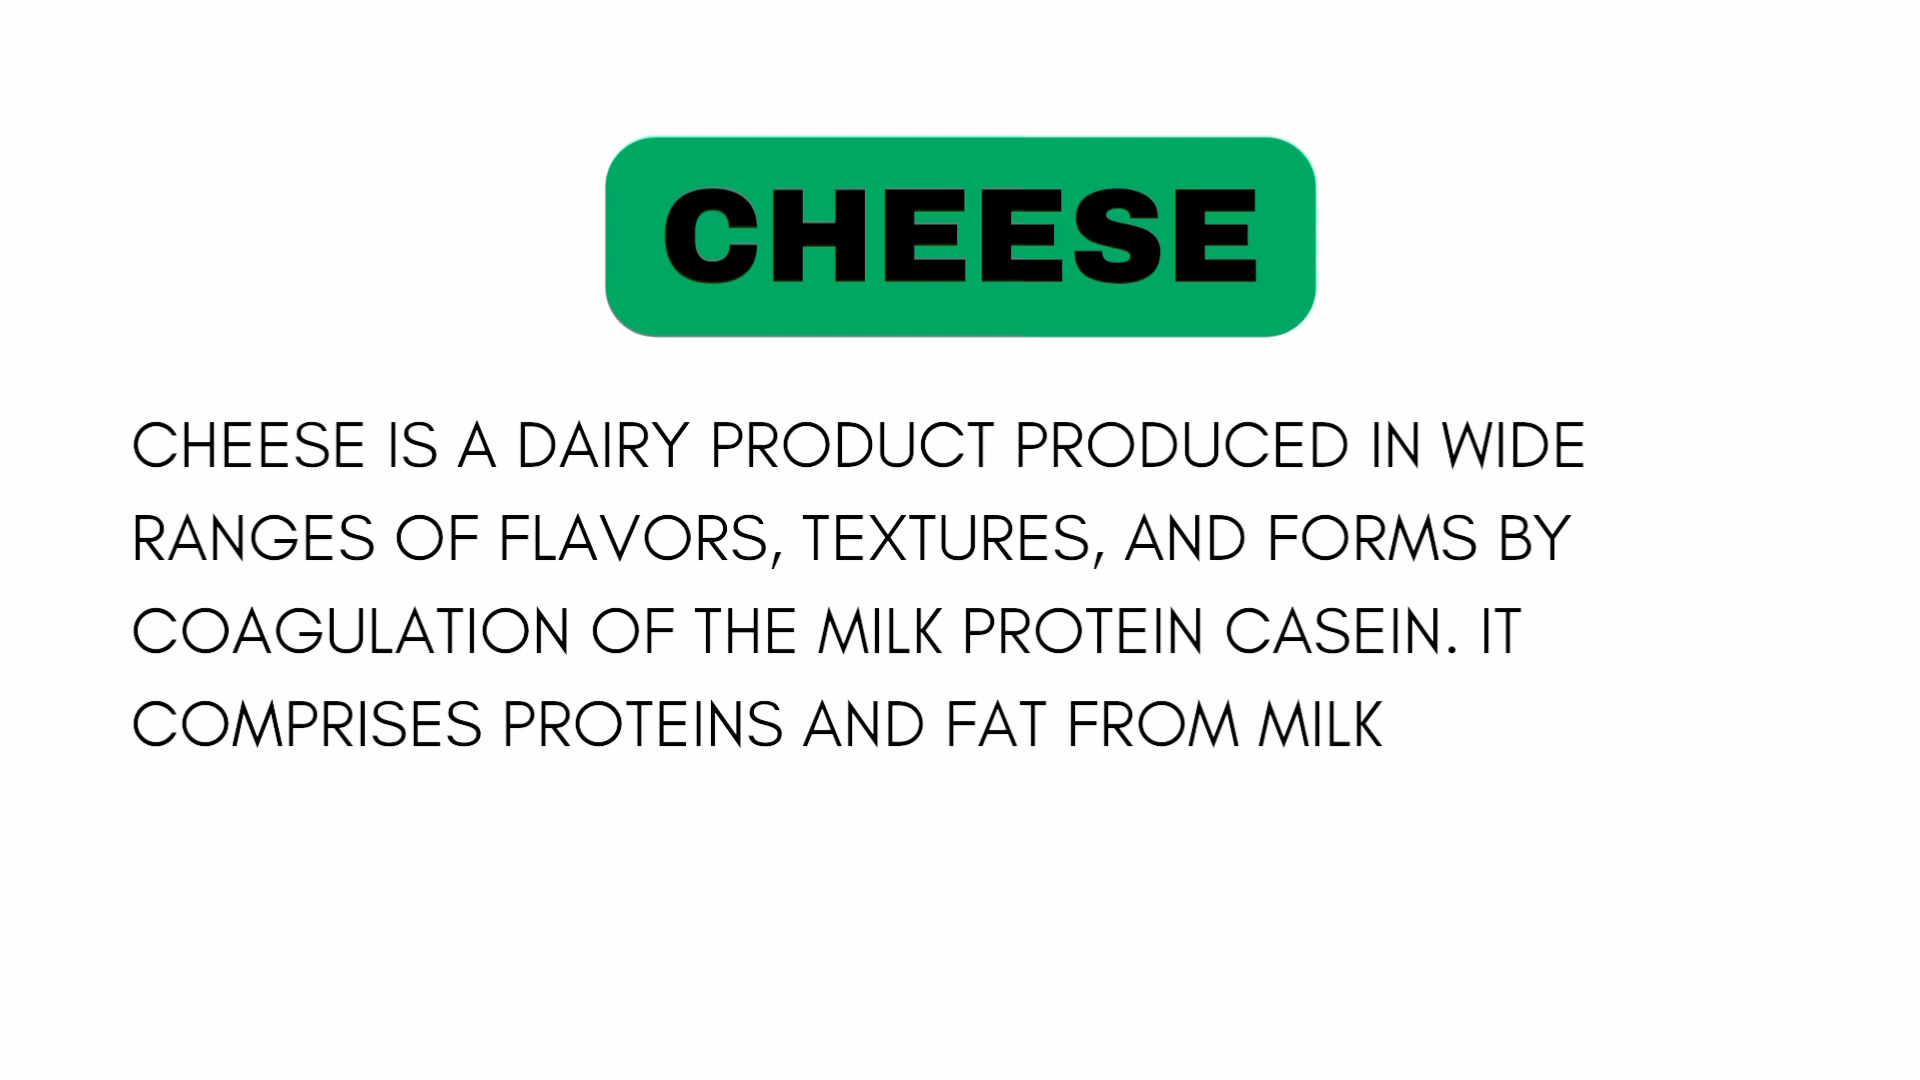 CHEESE
CHEESE IS A DAIRY PRODUCT PRODUCED IN WIDE
RANGES OF FLAVORS, TEXTURES, AND FORMS BY
COAGULATION OF THE MILK PROTEIN CASEIN. IT
COMPRISES PROTEINS AND FAT FROM MILK